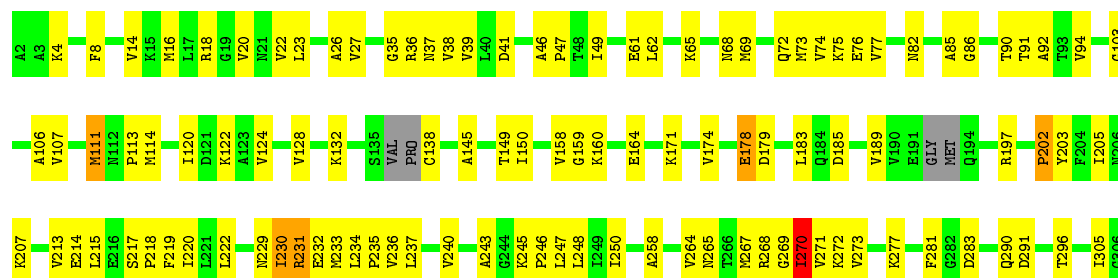 A2 A3 K4 F8 V14 K15 M16 L17 R18 G19 V20 N21 V22 L23 A26 V27 G35 R36 N37 V38 V39 L40 D41 A46 P47 T48 I49 E61 L62 K65 N68 M69 Q72 M73 V74 K75 E76 V77 N82 A85 G86 T90 T91 A92 T93 V94
A106 V107 M111 N112 P113 M114 I120 D121 K122 A123 V124 V128 K132 S135 VAL PRO C138 A145 T149 I150 V158 G159 K160 E164 K171 V174 E178 D179 L183 Q184 D185 V189 V190 E191 GLY MET Q194 R197 P202 Y203 F204 I205
K207 V213 E214 L215 E216 S217 P218 F219 I220 L221 L222 N229 I230 R231 E232 M233 L234 P235 V236 L237 V240 A243 G244 K245 P246 L247 L248 I249 I250 A258 V264 N265 T266 M267 R268 G269 I270 V271 K272 V273 K277 F281 G282 D283 Q290 D291 T296 I305